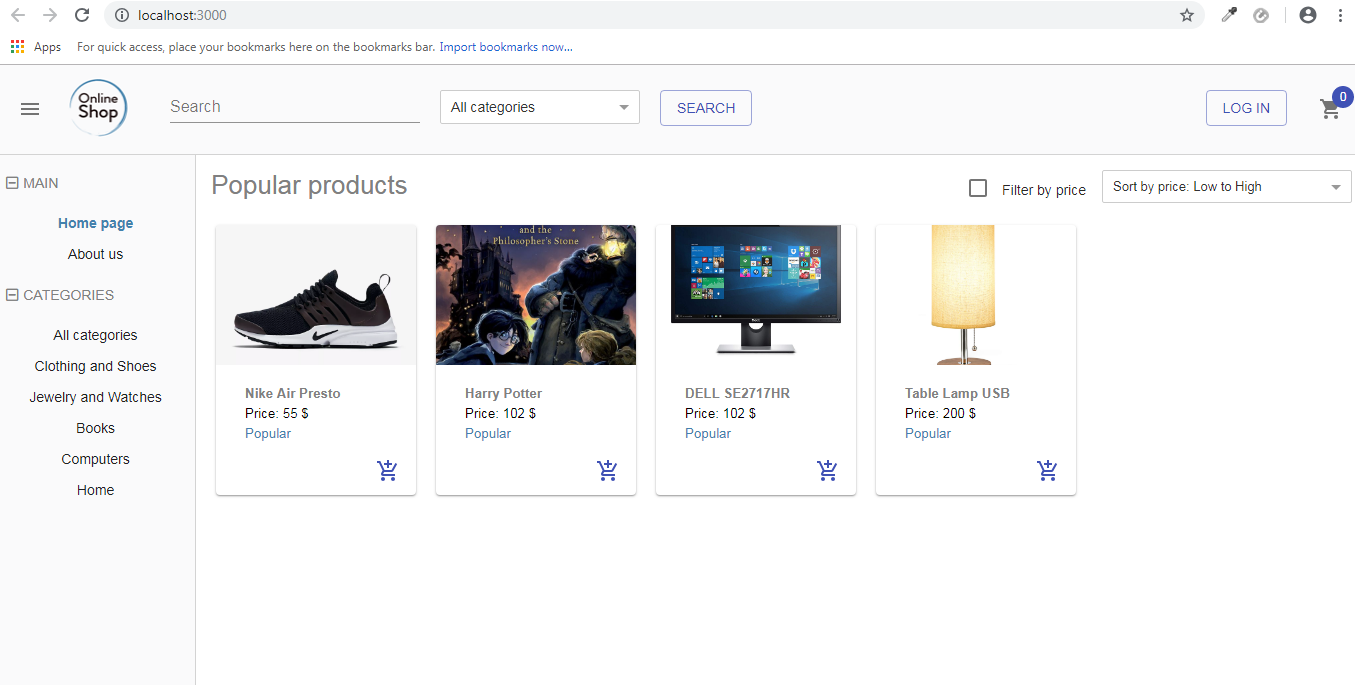 localhost:3000
Apps For quick access, place your bookmarks here on the bookmarks bar. Import bookmarks now...
Online
Shop
Search
All categories
SEARCH
LOG IN
0
MAIN
Home page
About us
CATEGORIES
All categories
Clothing and Shoes
Jewelry and Watches
Books
Computers
Home
Popular products
Filter by price
Sort by price: Low to High
Nike Air Presto
Price: 55 $
Popular
and the
Philosopher's Stone
Harry Potter
Price: 102 $
Popular
DELL SE2717HR
Price: 102 $
Popular
Table Lamp USB
Price: 200 $
Popular